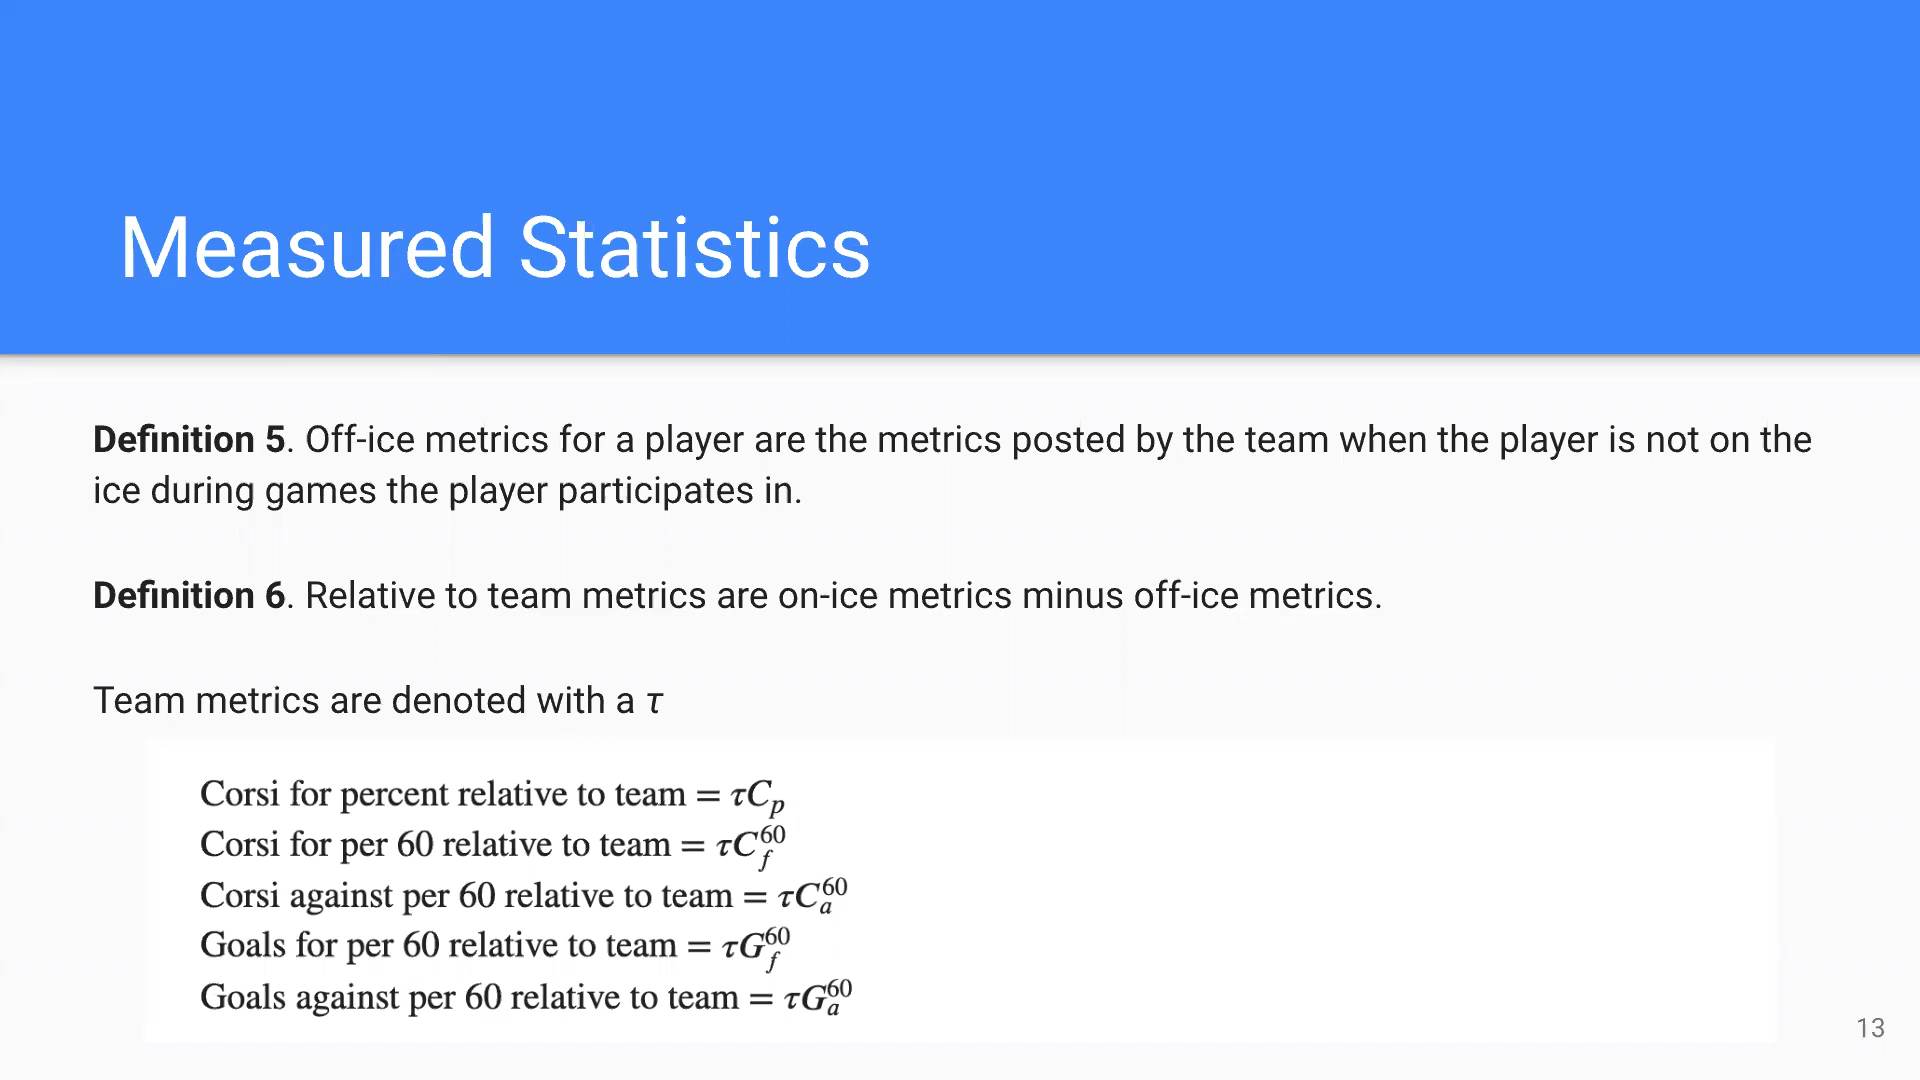 Measured Statistics
Definition 5. Off-ice metrics for a player are the metrics posted by the team when the player is not on the
ice during games the player participates in.
Definition 6. Relative to team metrics are on-ice metrics minus off-ice metrics.
Team metrics are denoted with a τ
Corsi for percent relative to team = τC_p
Corsi for per 60 relative to team = τC_f^60
Corsi against per 60 relative to team = τC_a^60
Goals for per 60 relative to team = τG_f^60
Goals against per 60 relative to team = τG_a^60
13